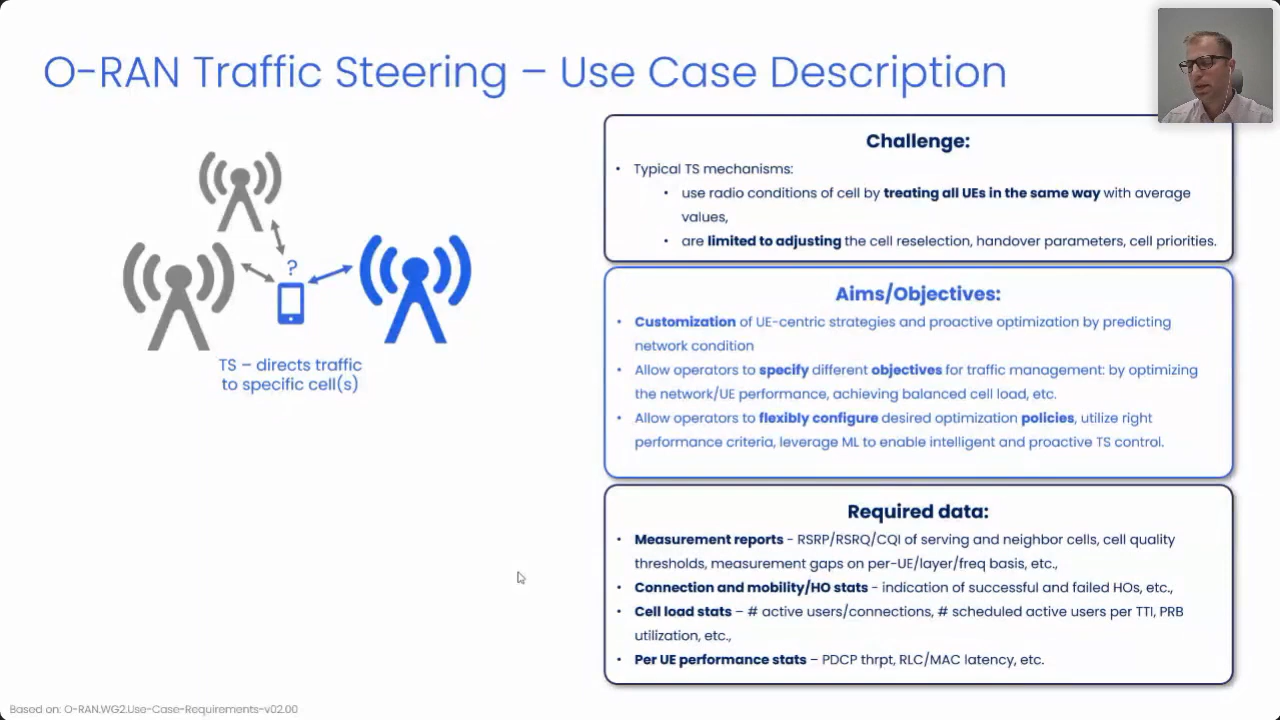 O-RAN Traffic Steering – Use Case Description
?
TS – directs traffic
to specific cell(s)
Challenge:
• Typical TS mechanisms:
• use radio conditions of cell by treating all UEs in the same way with average
values,
• are limited to adjusting the cell reselection, handover parameters, cell priorities.
Aims/Objectives:
• Customization of UE-centric strategies and proactive optimization by predicting
network condition
• Allow operators to specify different objectives for traffic management: by optimizing
the network/UE performance, achieving balanced cell load, etc.
• Allow operators to flexibly configure desired optimization policies, utilize right
performance criteria, leverage ML to enable intelligent and proactive TS control.
Required data:
• Measurement reports - RSRP/RSRQ/CQI of serving and neighbor cells, cell quality
thresholds, measurement gaps on per-UE/layer/freq basis, etc.,
• Connection and mobility/HO stats - indication of successful and failed HOs, etc.,
• Cell load stats – # active users/connections, # scheduled active users per TTI, PRB
utilization, etc.,
• Per UE performance stats – PDCP thrpt, RLC/MAC latency, etc.
Based on: O-RAN.WG2.Use-Case-Requirements-v02.00